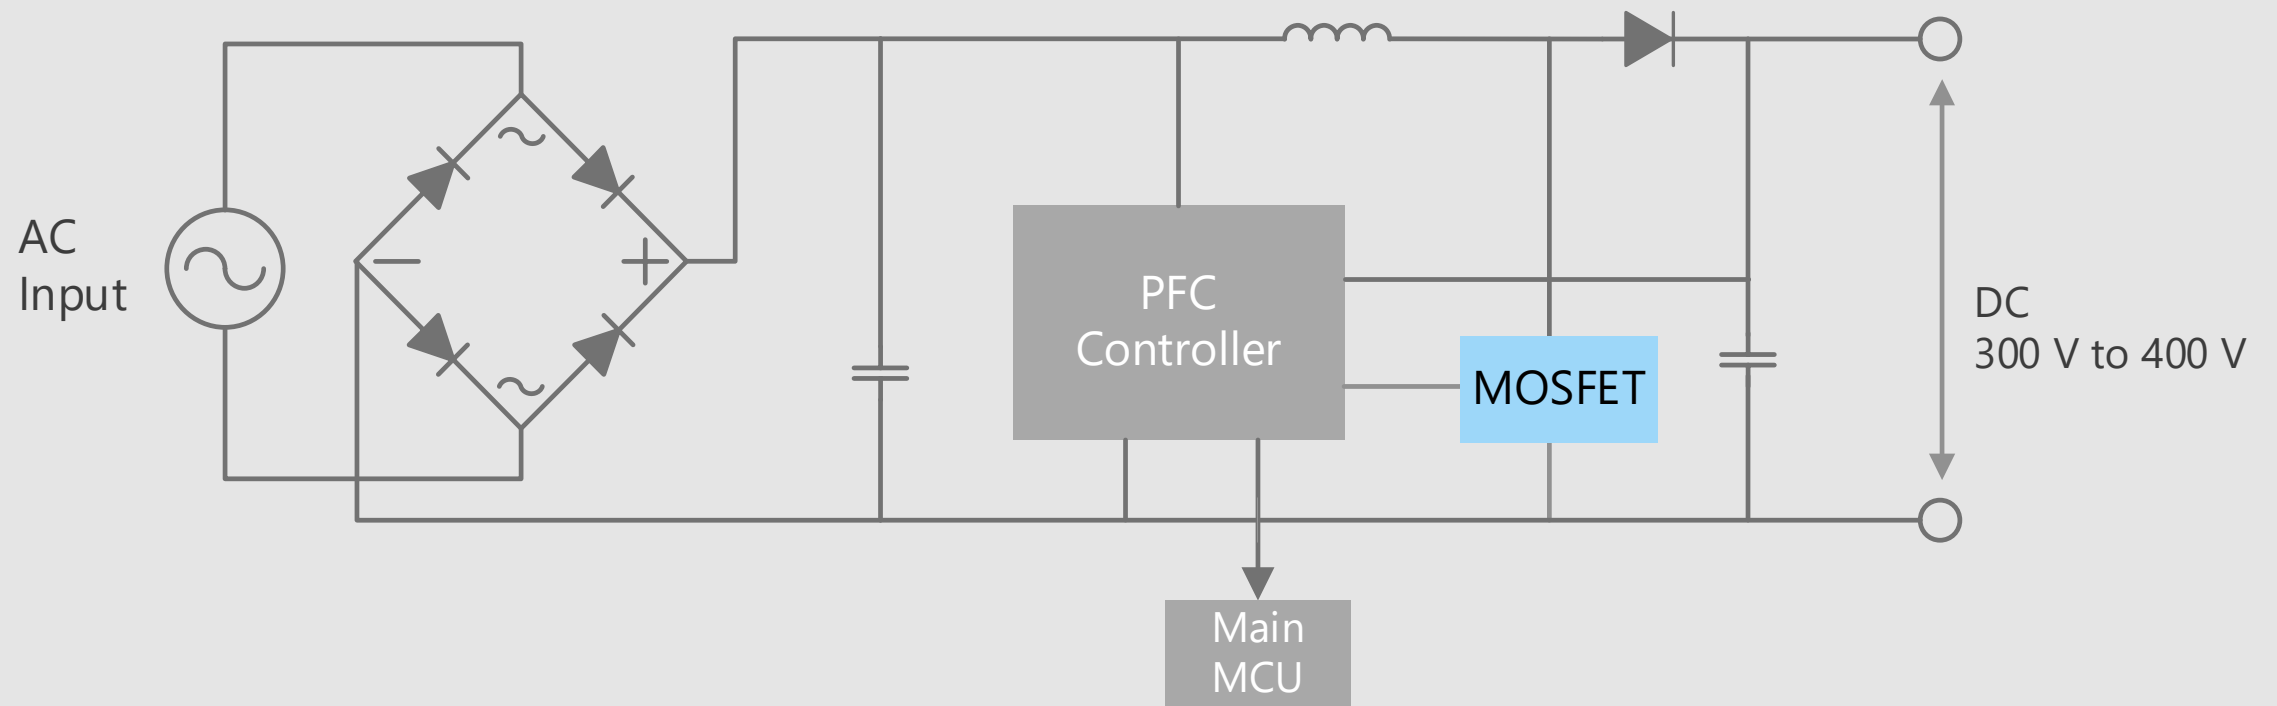 AC
Input
PFC
Controller
MOSFET
DC
300 V to 400 V
Main
MCU